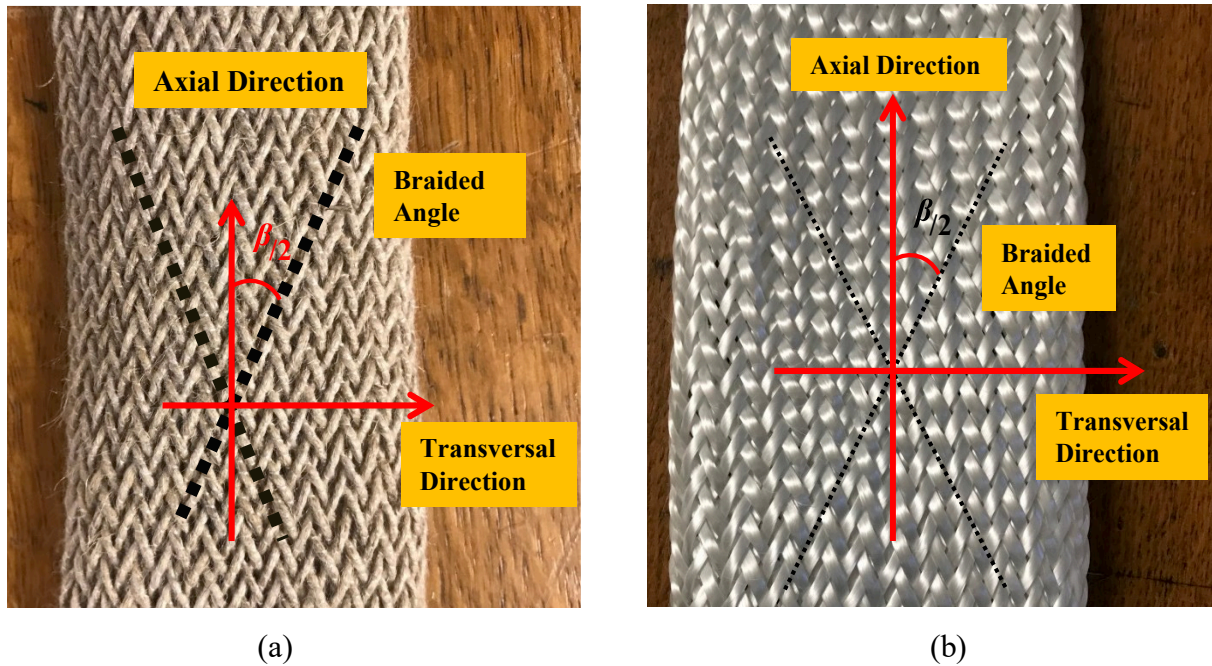 Axial Direction
Braided
Angle
β/2
Transversal
Direction
(a)
Axial Direction
β/2
Braided
Angle
Transversal
Direction
(b)